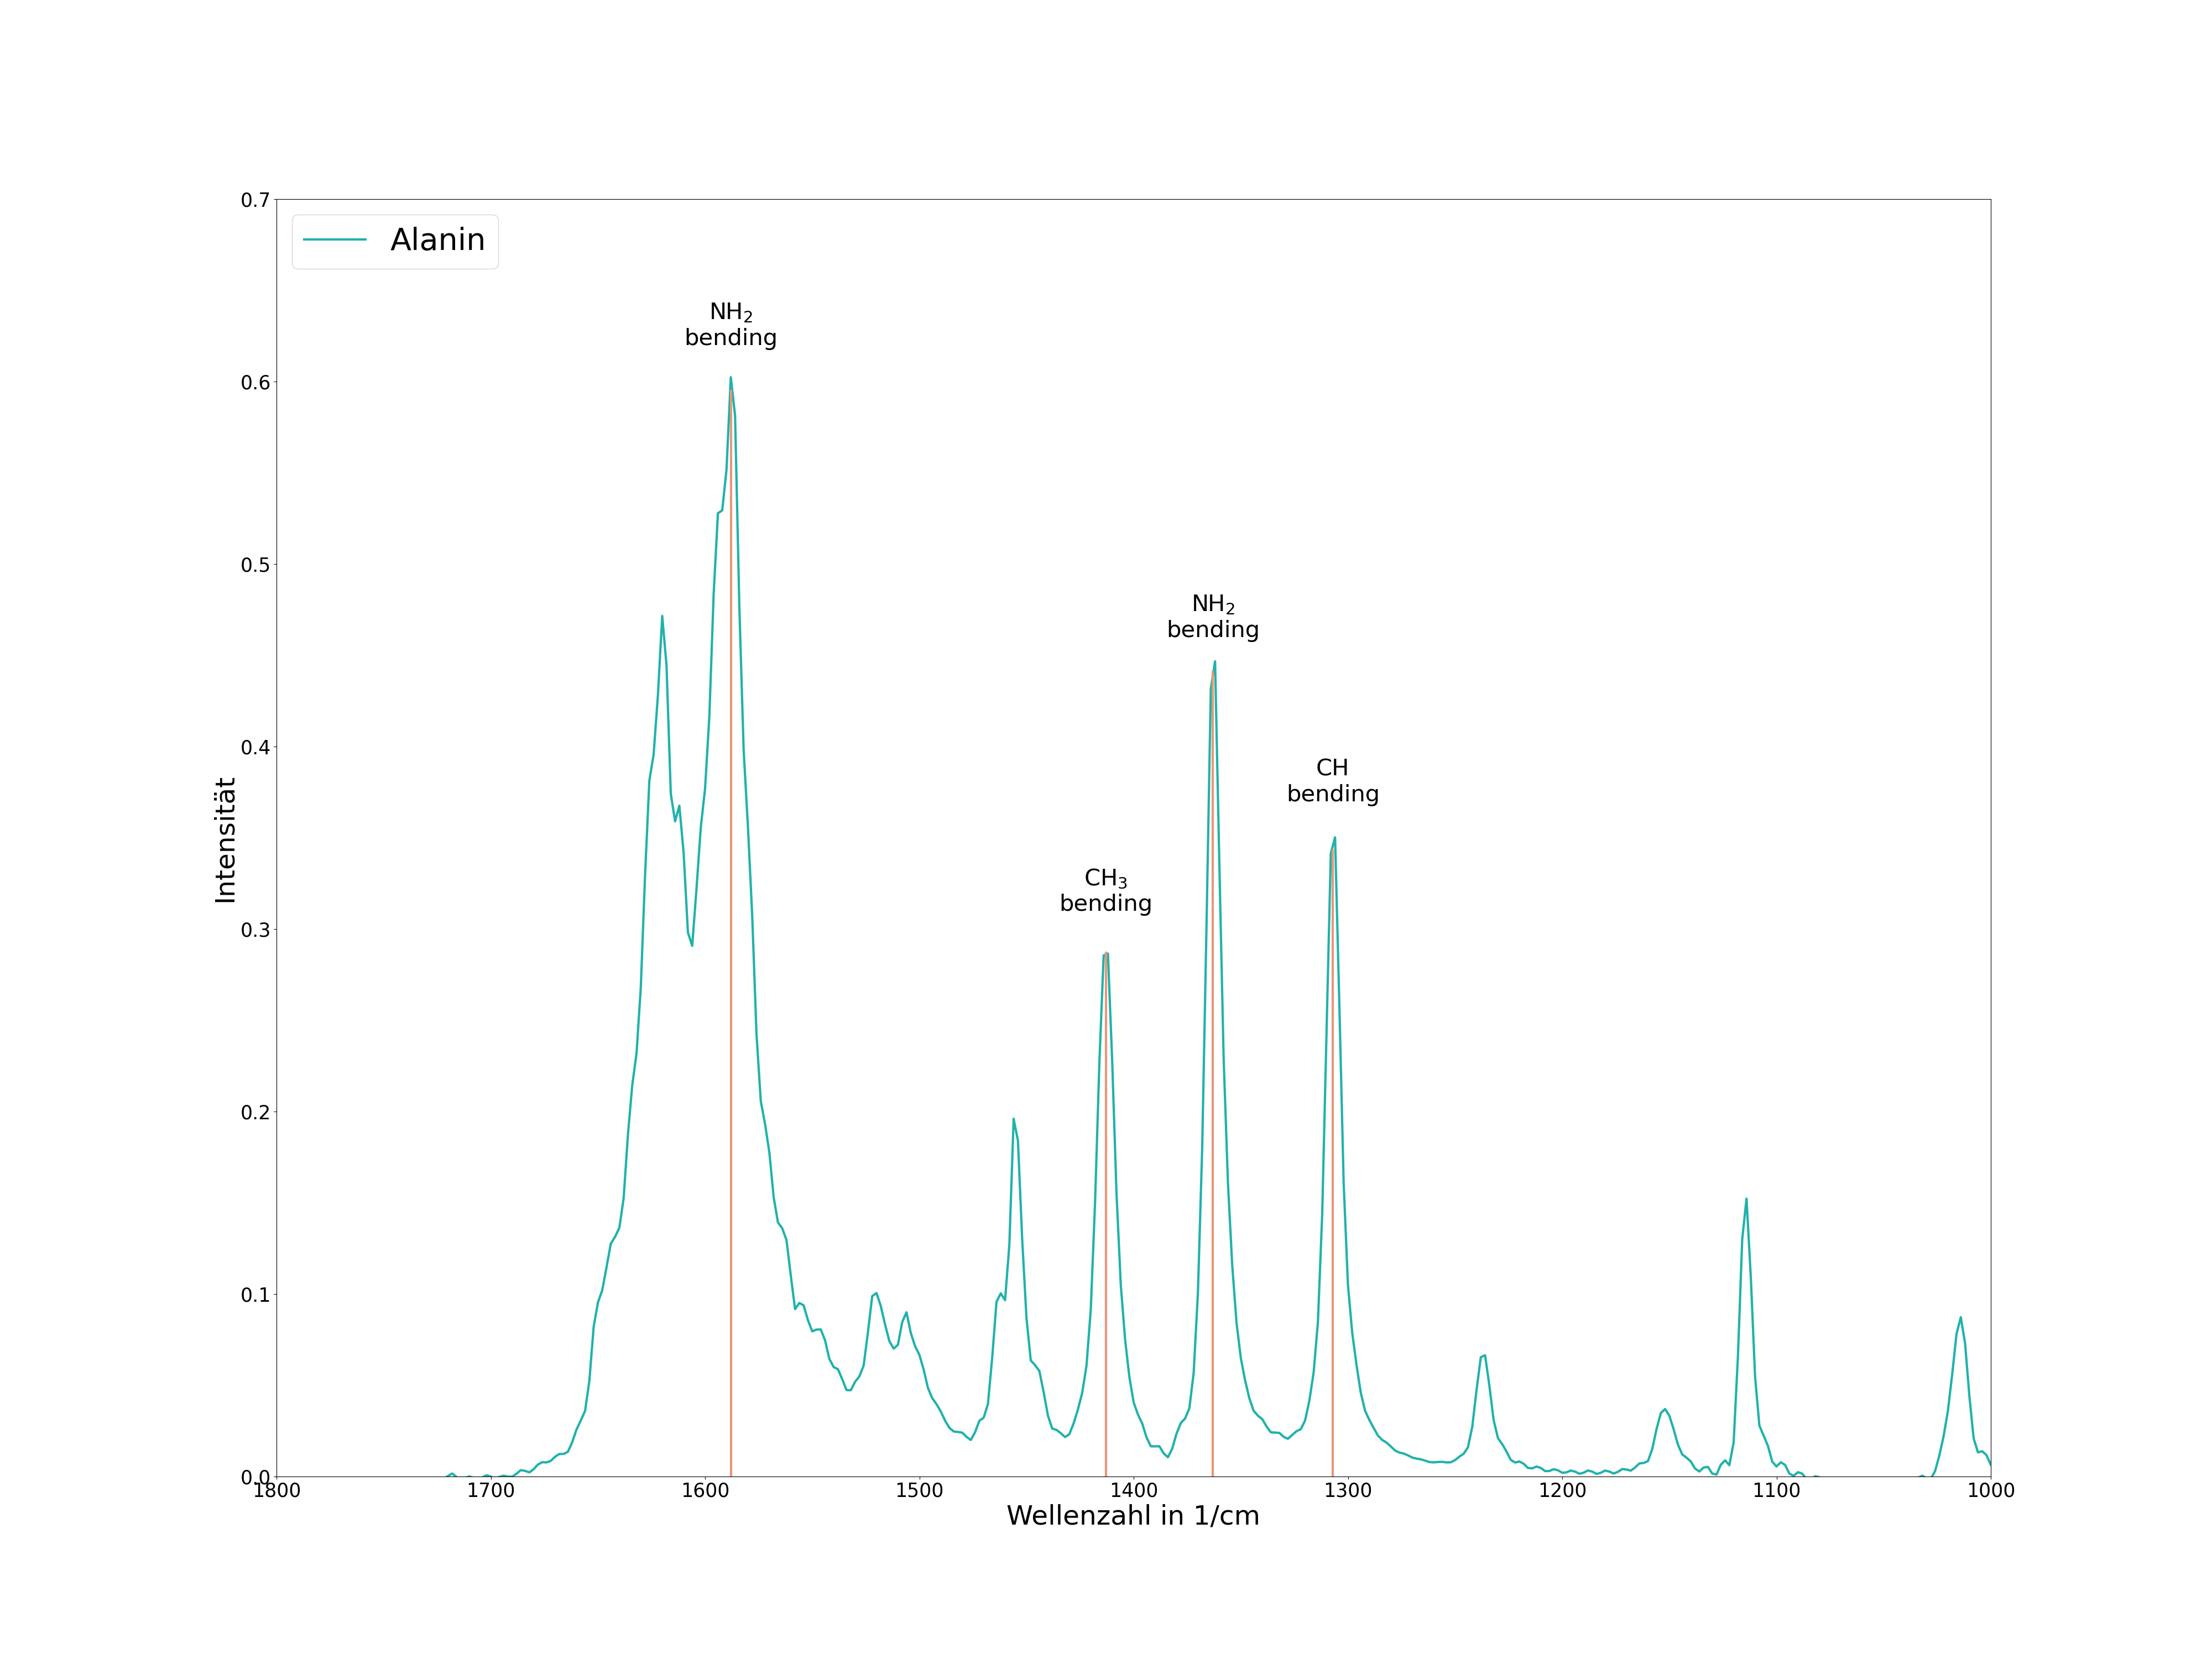 Alanin
NH₂
bending
NH₂
bending
CH
bending
CH₃
bending
0.7
0.6
0.5
0.4
0.3
0.2
0.1
0.0
Intensität
1800 1700 1600 1500 1400 1300 1200 1100 1000
Wellenzahl in 1/cm